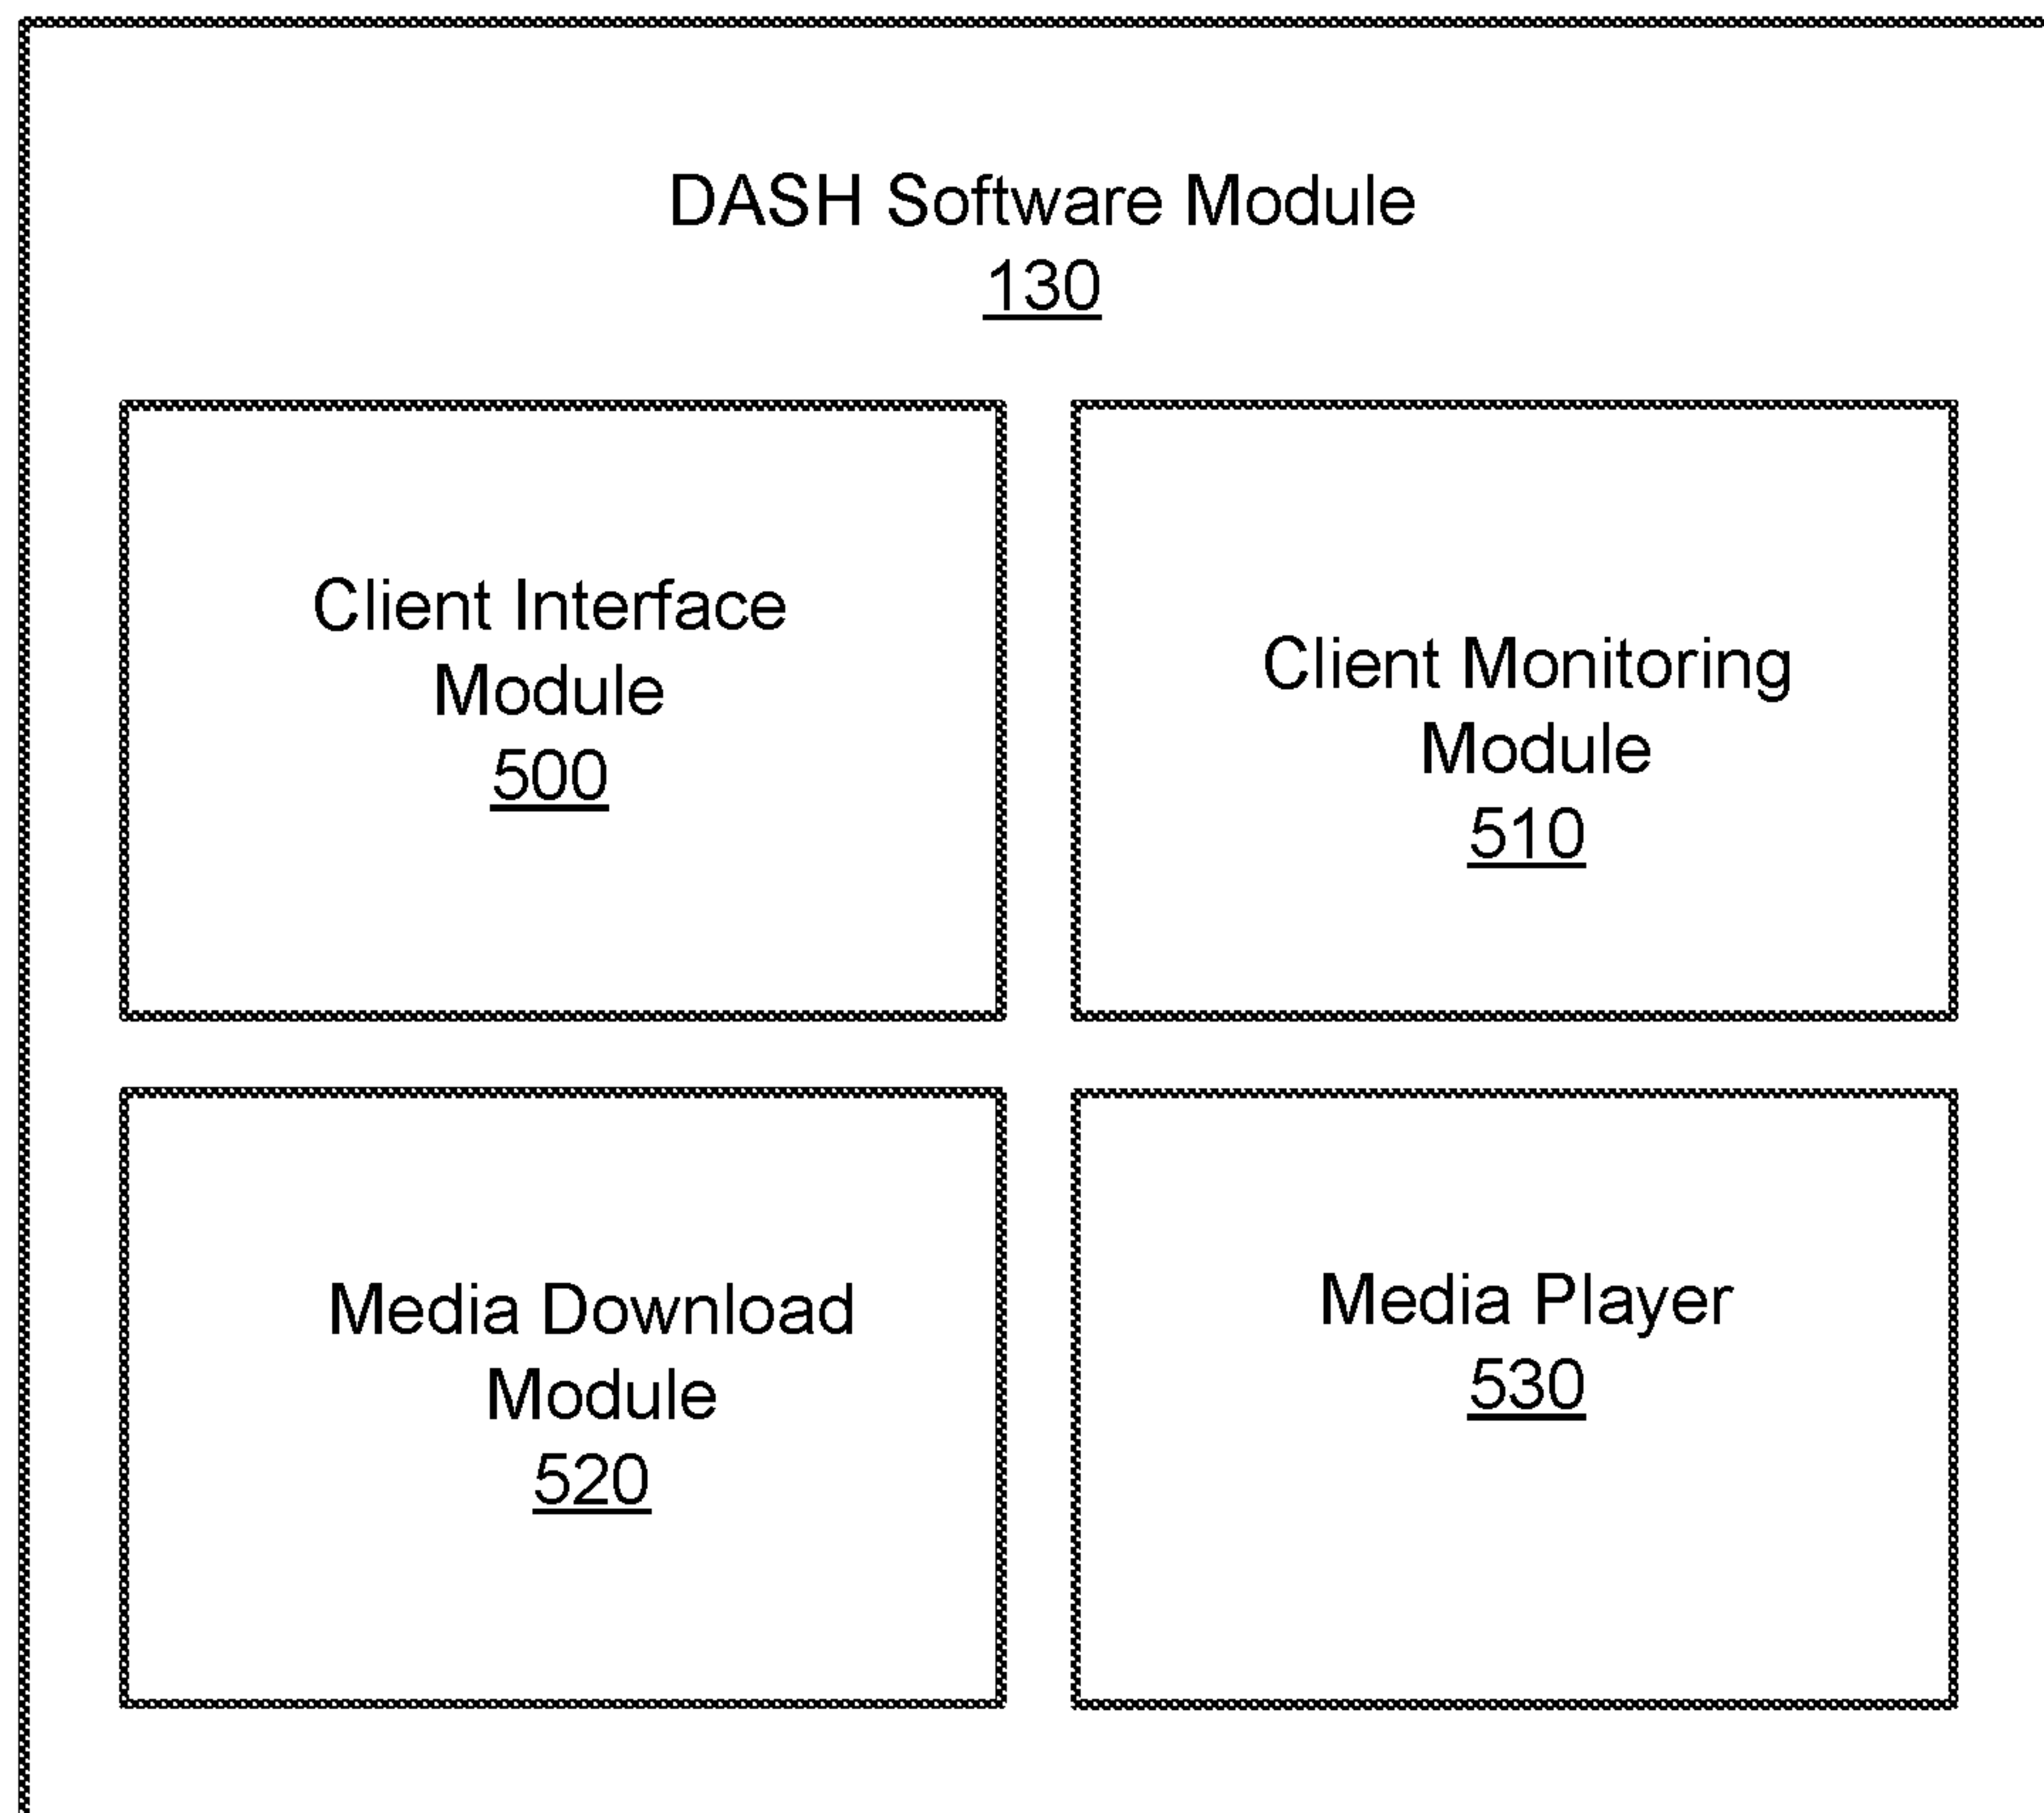 DASH Software Module
130
Client Interface
Module
500
Client Monitoring
Module
510
Media Download
Module
520
Media Player
530